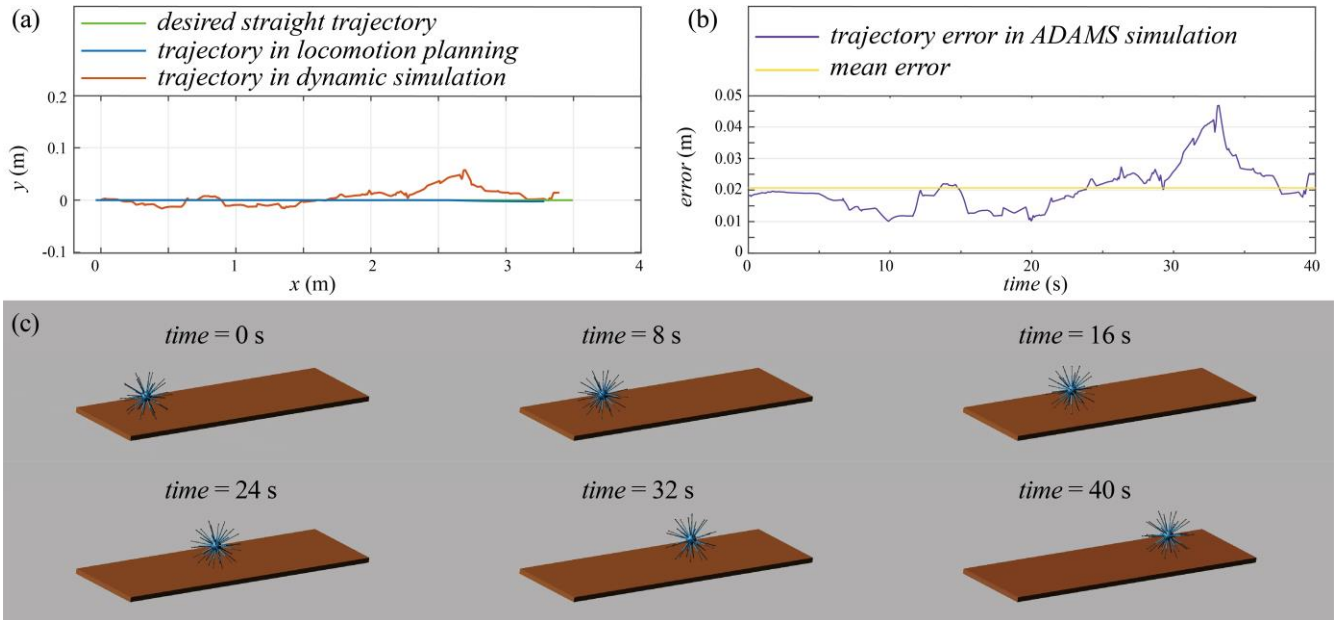 (a)
desired straight trajectory
trajectory in locomotion planning
trajectory in dynamic simulation
0.2
0.1
0
-0.1
y (m)
0 1 2 3 4
x (m)
(b)
trajectory error in ADAMS simulation
mean error
0.05
0.04
0.03
0.02
0.01
0
error (m)
0 10 20 30 40
time (s)
(c)
time = 0 s
time = 8 s
time = 16 s
time = 24 s
time = 32 s
time = 40 s